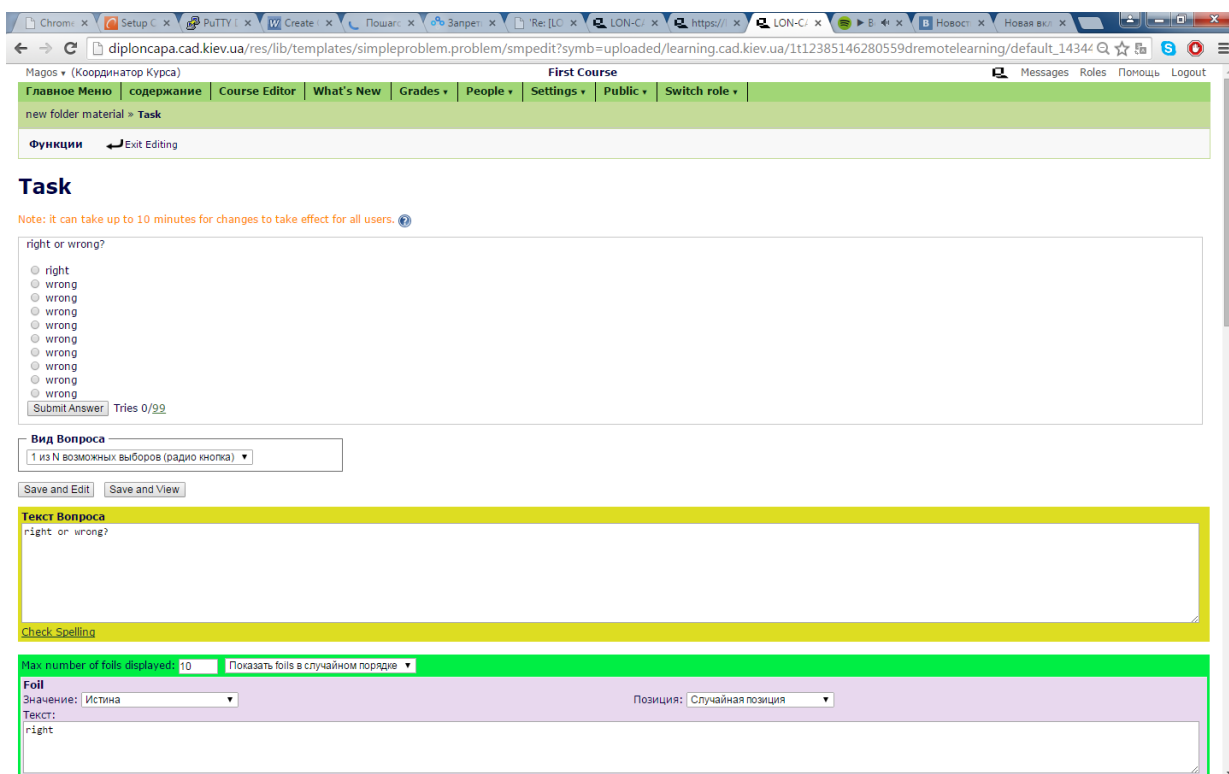 Chrome Setup C PuTTY Create Пошаг Запрет 'Re: [LO LON-C/ https:// LON-C/ В Новост Новая вкл
diploncapa.cad.kiev.ua/res/lib/templates/simpleproblem.problem/smpedit?symb=uploaded/learning.cad.kiev.ua/1t12385146280559dremotelearning/default_14344
Magos ▾ (Координатор Курса) First Course Messages Roles Помощь Logout
Главное Меню содержание Course Editor What's New Grades ▾ People ▾ Settings ▾ Public ▾ Switch role ▾
new folder material » Task
Функции Exit Editing
Task
Note: it can take up to 10 minutes for changes to take effect for all users.
right or wrong?
right
wrong
wrong
wrong
wrong
wrong
wrong
wrong
wrong
wrong
Submit Answer Tries 0/99
Вид Вопроса
1 из N возможных выборов (радио кнопка) ▼
Save and Edit Save and View
Текст Вопроса
right or wrong?
Check Spelling
Max number of foils displayed: 10 Показать foils в случайном порядке ▼
Foil
Значение: Истина ▼ Позиция: Случайная позиция ▼
Текст:
right